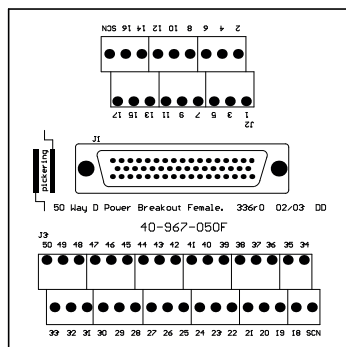 SCN 16 14 12 10 8 6 4 2
17 15 13 11 9 7 5 3 1
J2
J1
pickering
50 Way D Power Breakout Female. 336r0 02/03 DD
40-967-050F
J3
50 49 48 47 46 45 44 43 42 41 40 39 38 37 36 35 34
33 32 31 30 29 28 27 26 25 24 23 22 21 20 19 18 SCN